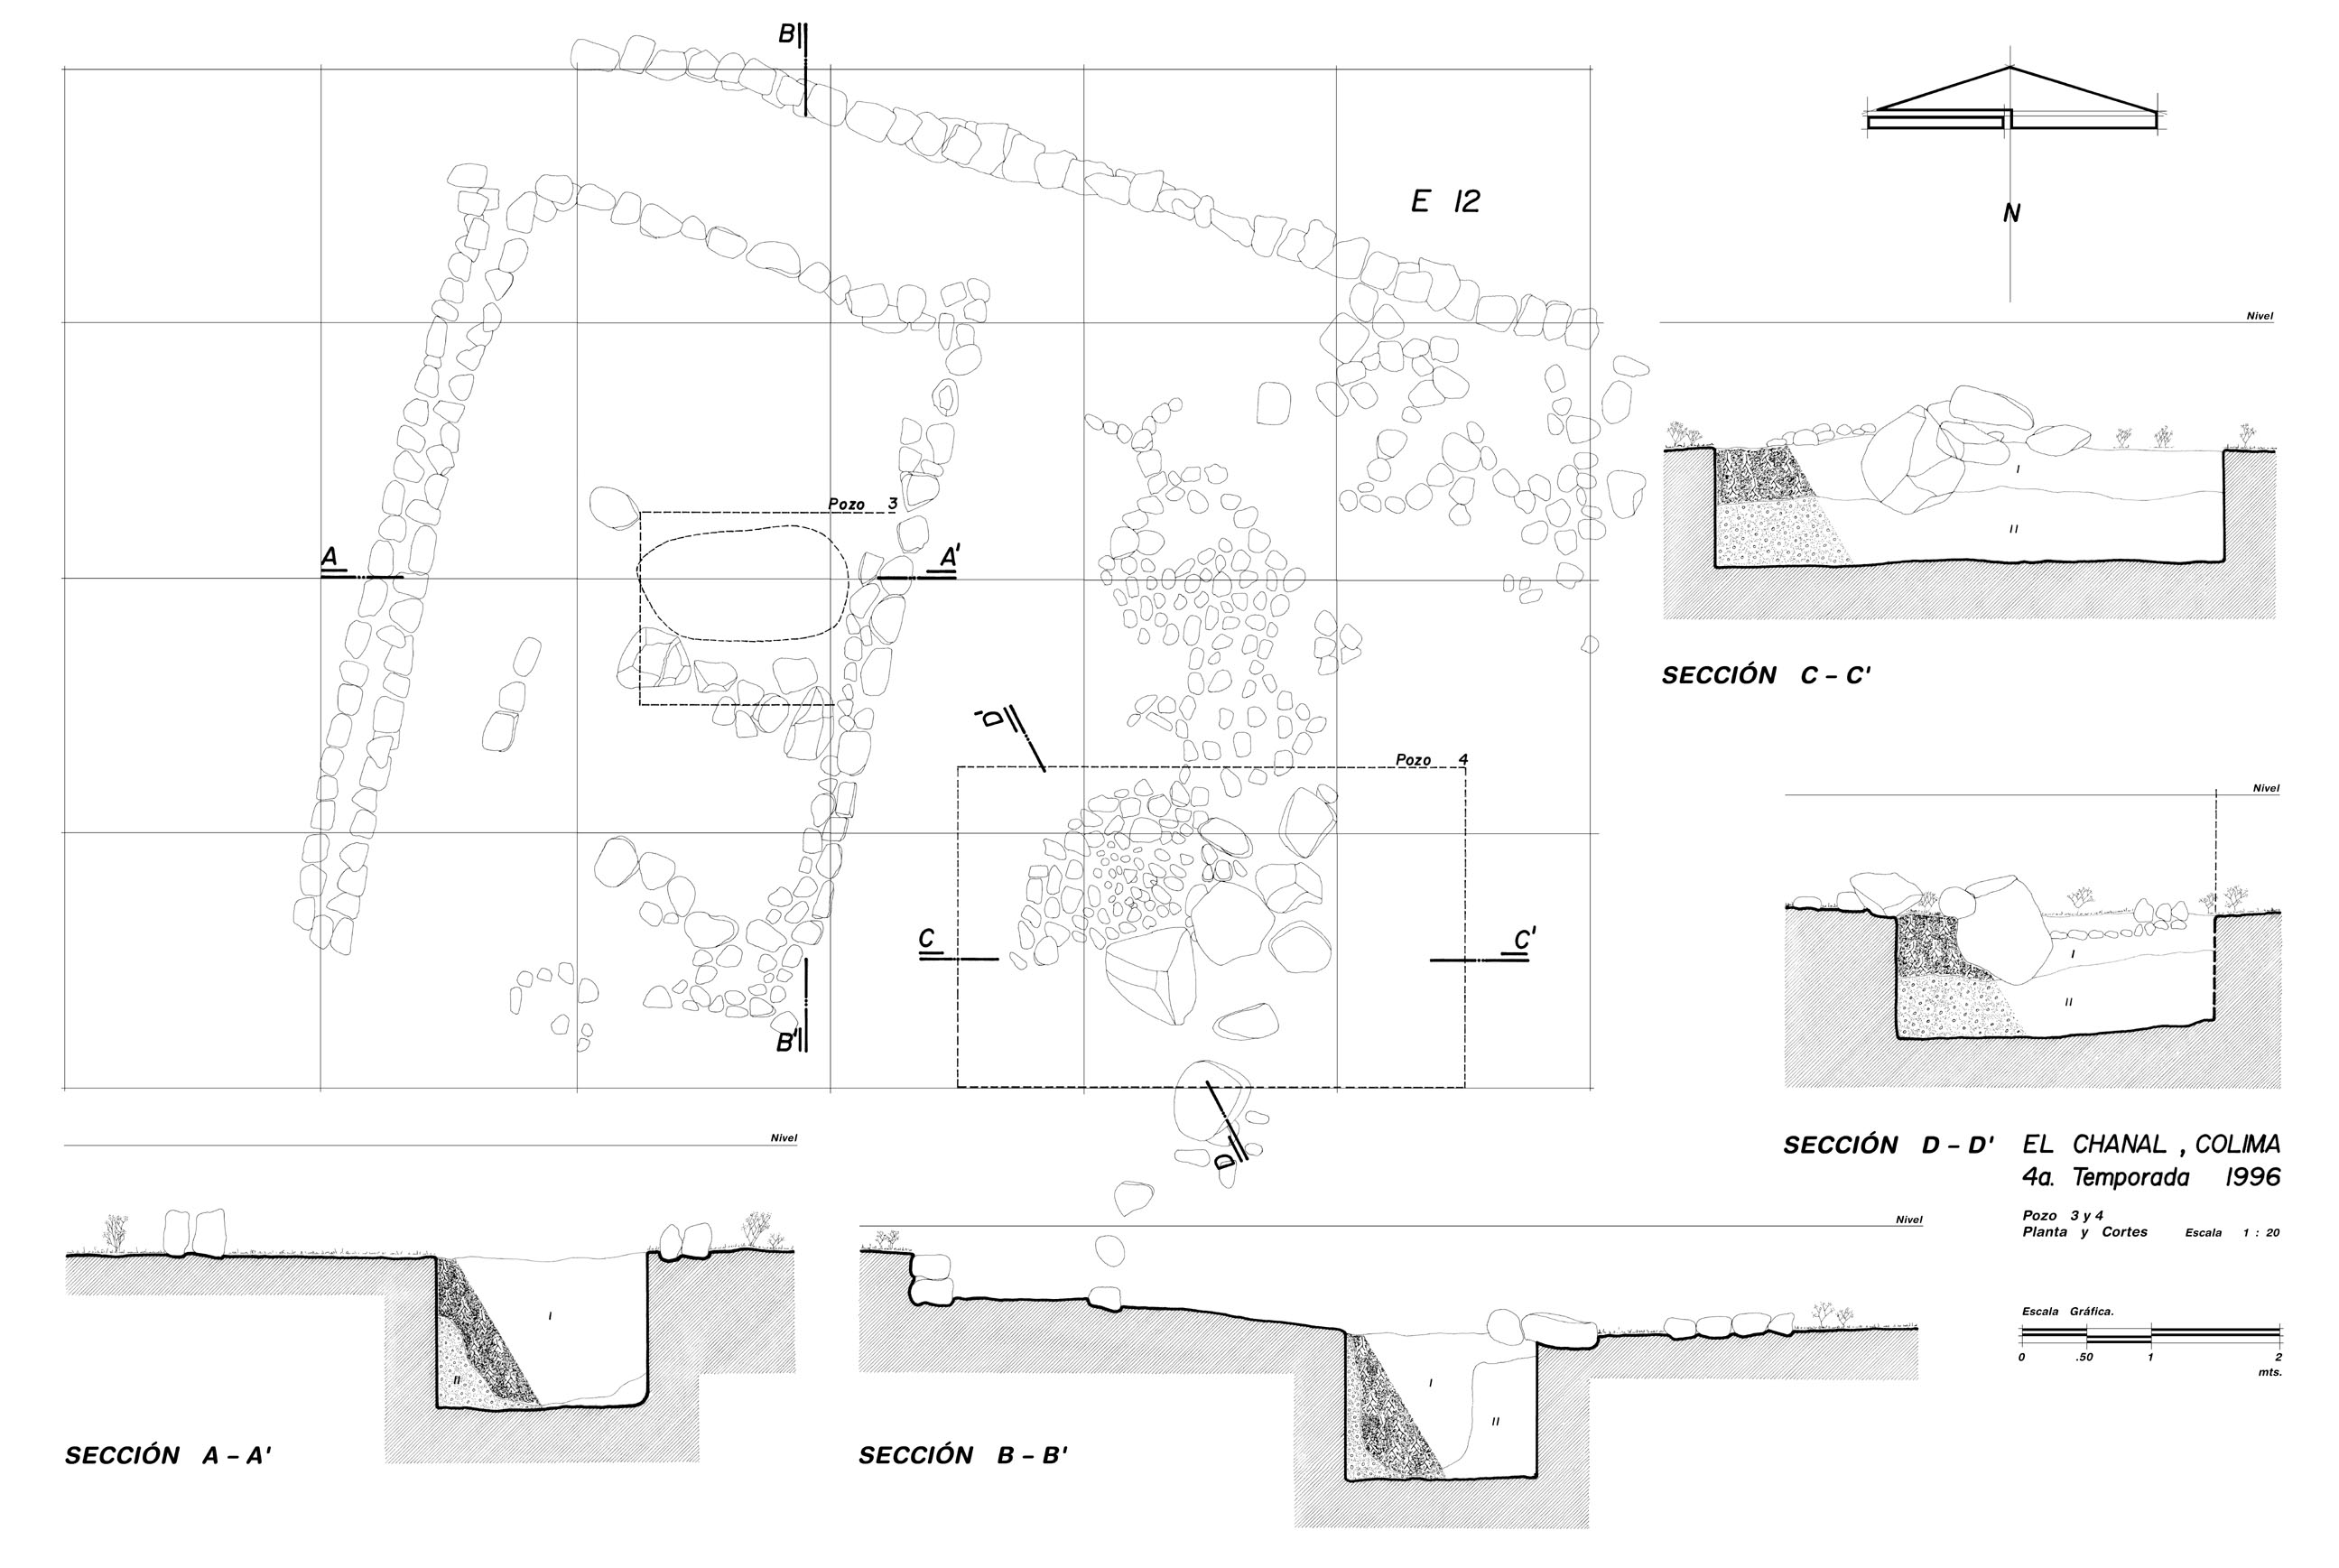 B
E 12
N
Nivel
Pozo 3
A
A'
SECCIÓN C – C'
I
II
D'
Pozo 4
Nivel
C
C'
I
II
B'
D
SECCIÓN D – D'
EL CHANAL , COLIMA
4a. Temporada 1996
Pozo 3 y 4
Planta y Cortes Escala 1 : 20
Nivel
Nivel
I
II
I
II
Escala Gráfica.
0 .50 1 2
mts.
SECCIÓN A – A'
SECCIÓN B – B'